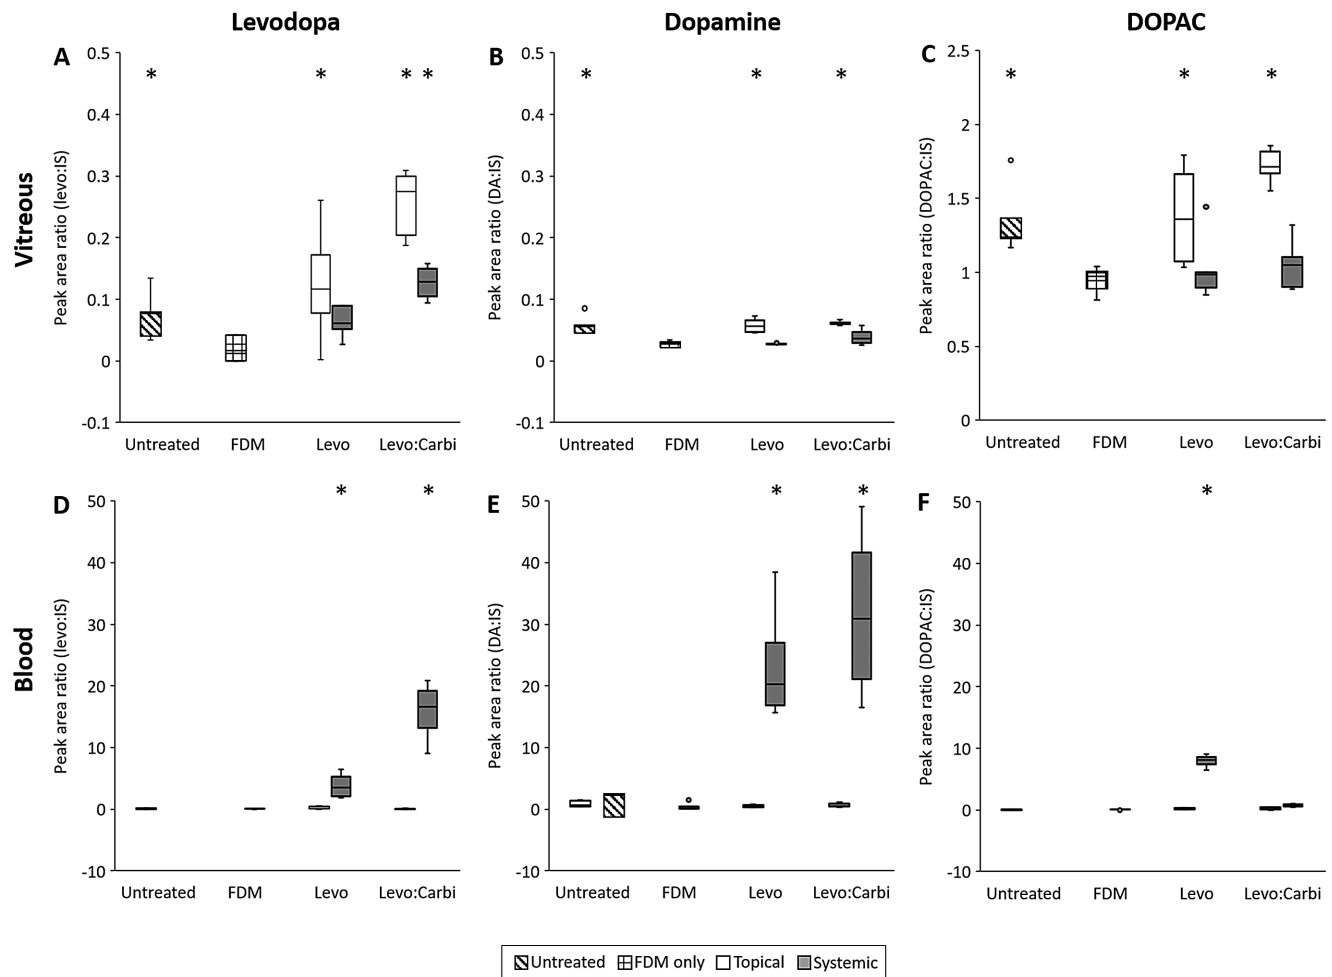 Levodopa
Dopamine
DOPAC
Vitreous
A
*
*
* *
Peak area ratio (levo:IS)
0.5
0.4
0.3
0.2
0.1
0
-0.1
Untreated FDM Levo Levo:Carbi
B
*
*
*
Peak area ratio (DA:IS)
0.5
0.4
0.3
0.2
0.1
0
-0.1
Untreated FDM Levo Levo:Carbi
C
*
*
*
Peak area ratio (DOPAC:IS)
2.5
2
1.5
1
0.5
0
Untreated FDM Levo Levo:Carbi
Blood
D
*
*
Peak area ratio (levo:IS)
50
40
30
20
10
0
-10
Untreated FDM Levo Levo:Carbi
E
*
*
Peak area ratio (DA:IS)
50
40
30
20
10
0
-10
Untreated FDM Levo Levo:Carbi
F
*
Peak area ratio (DOPAC:IS)
50
40
30
20
10
0
-10
Untreated FDM Levo Levo:Carbi
Untreated FDM only Topical Systemic